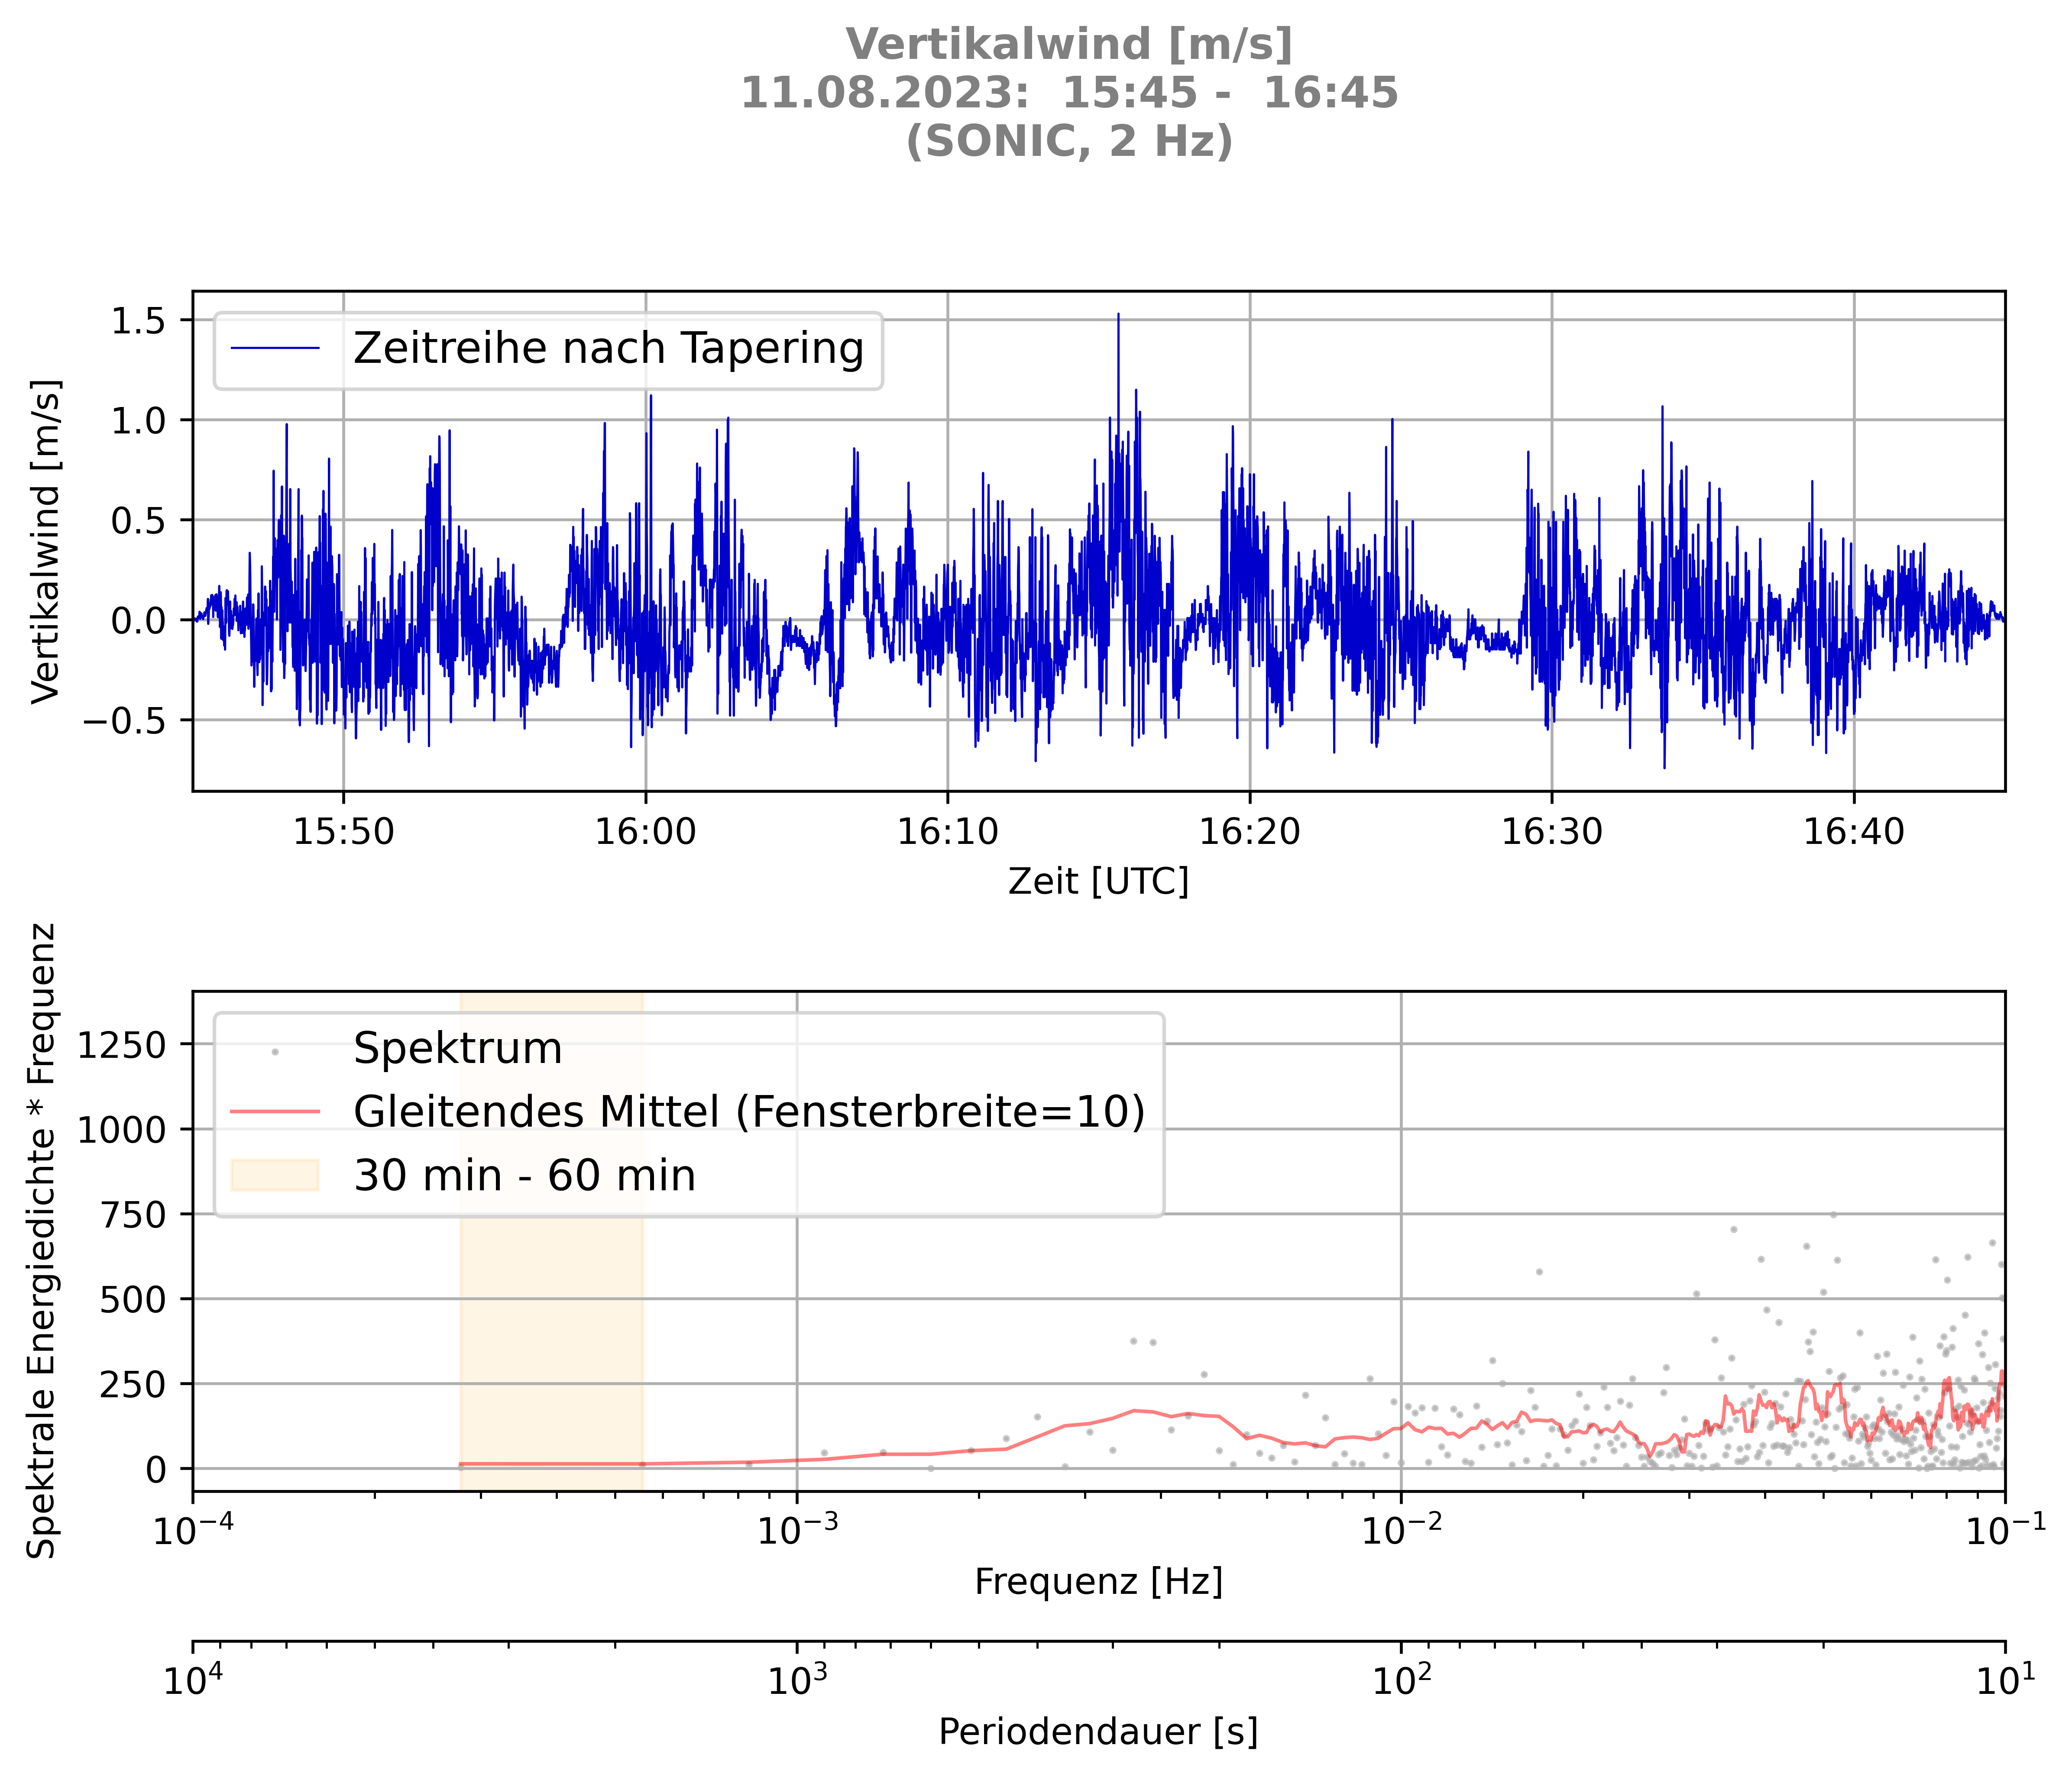 Vertikalwind [m/s]
11.08.2023:  15:45 -  16:45
(SONIC, 2 Hz)
Zeitreihe nach Tapering
Vertikalwind [m/s]
1.5
1.0
0.5
0.0
−0.5
15:50 16:00 16:10 16:20 16:30 16:40
Zeit [UTC]
Spektrum
Gleitendes Mittel (Fensterbreite=10)
30 min - 60 min
Spektrale Energiedichte * Frequenz
1250
1000
750
500
250
0
10⁻⁴ 10⁻³ 10⁻² 10⁻¹
Frequenz [Hz]
10⁴ 10³ 10² 10¹
Periodendauer [s]